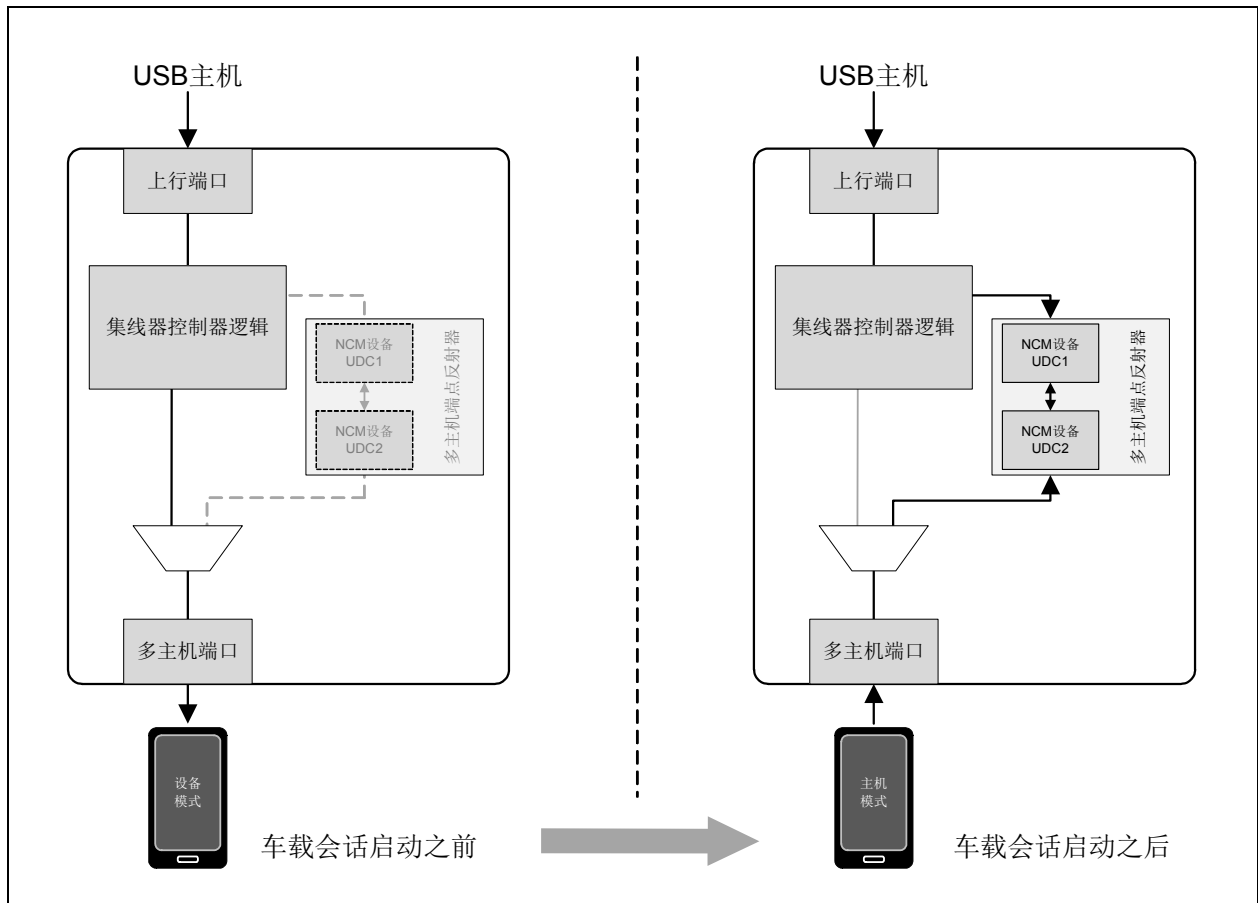 USB主机
上行端口
集线器控制器逻辑
NCM设备
UDC1
NCM设备
UDC2
多主机端点反射器
多主机端口
设备
模式
车载会话启动之前
USB主机
上行端口
集线器控制器逻辑
NCM设备
UDC1
NCM设备
UDC2
多主机端点反射器
多主机端口
主机
模式
车载会话启动之后